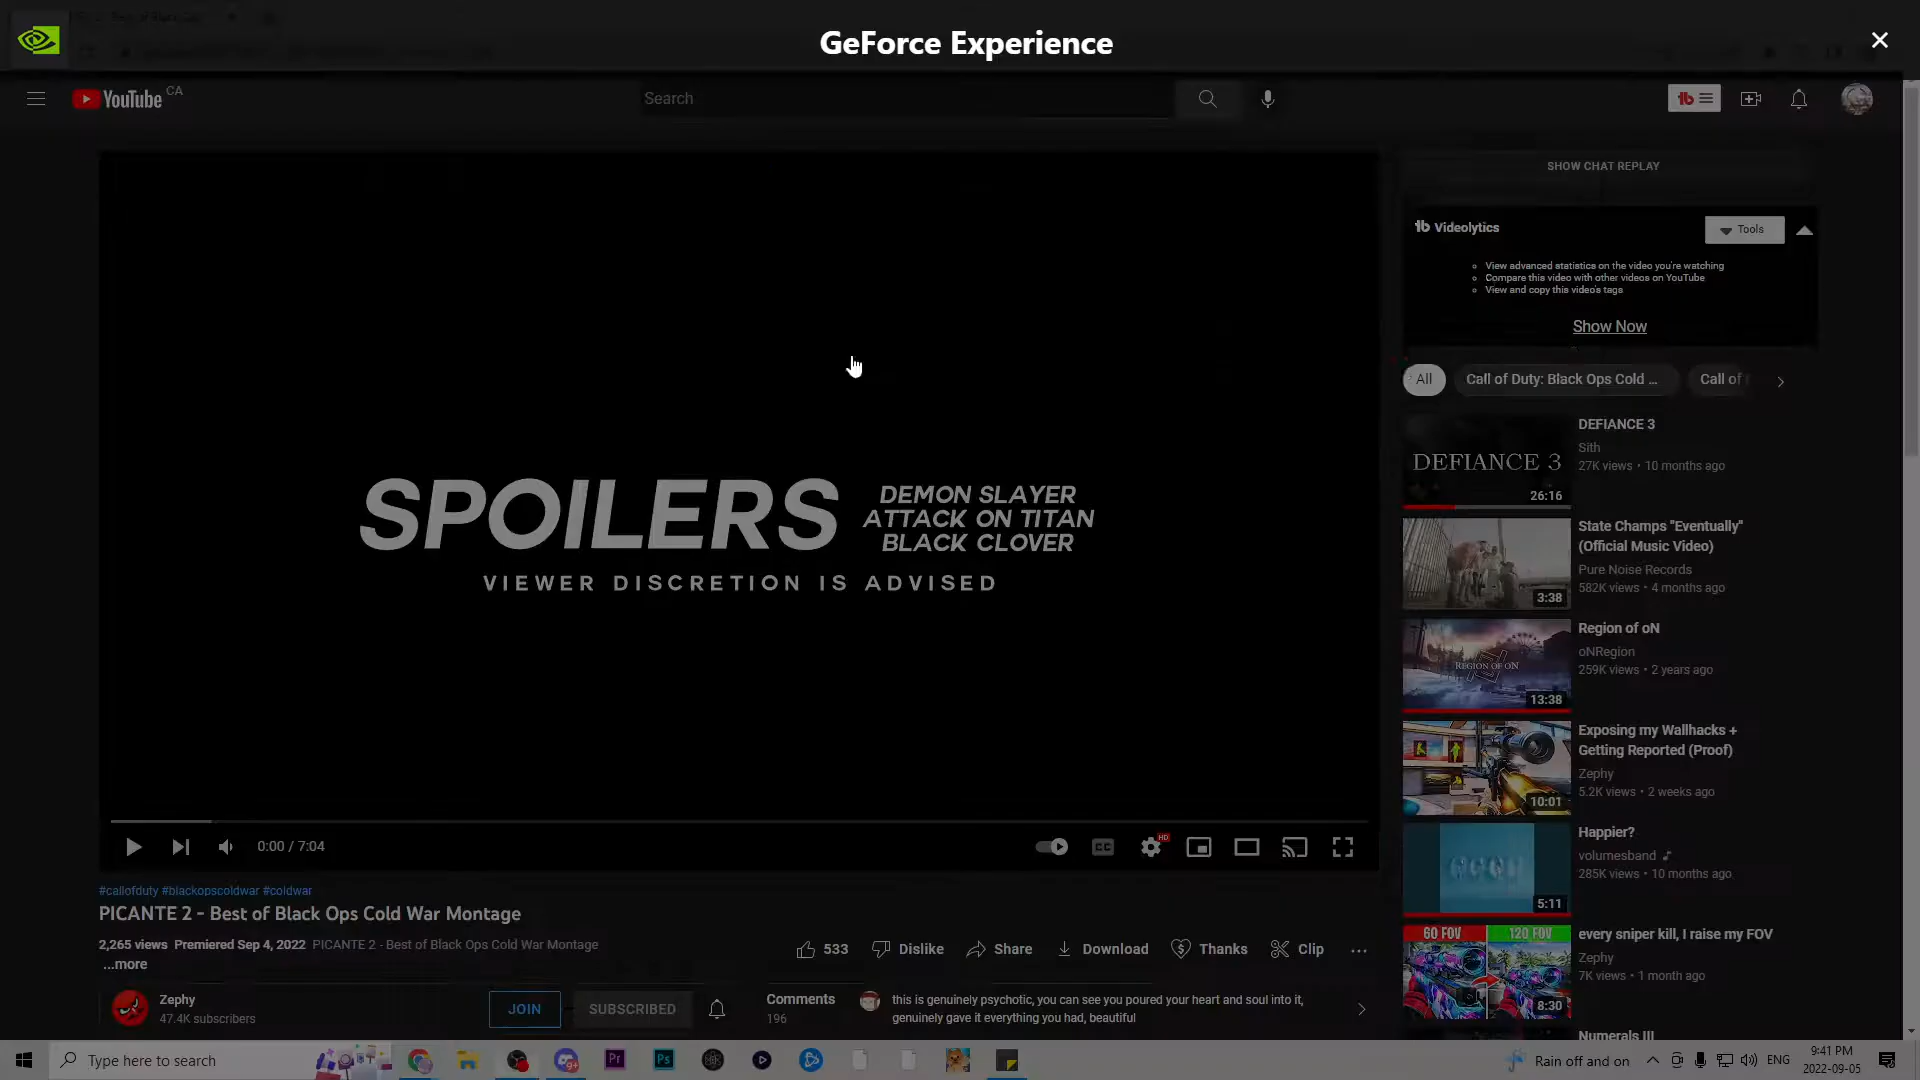 GeForce Experience
YouTube CA
Search
SHOW CHAT REPLAY
SPOILERS
DEMON SLAYER
ATTACK ON TITAN
BLACK CLOVER
VIEWER DISCRETION IS ADVISED
0:00 / 7:04
CC
HD
#callofduty #blackopscoldwar #coldwar
PICANTE 2 - Best of Black Ops Cold War Montage
2,265 views Premiered Sep 4, 2022 PICANTE 2 - Best of Black Ops Cold War Montage
...more
533
Dislike
Share
Download
Thanks
Clip
Zephy
47.4K subscribers
JOIN
SUBSCRIBED
Comments
196
this is genuinely psychotic, you can see you poured your heart and soul into it,
genuinely gave it everything you had, beautiful
Videolytics
Tools
View advanced statistics on the video you're watching
Compare this video with other videos on YouTube
View and copy this video's tags
Show Now
All
Call of Duty: Black Ops Cold ...
Call of
DEFIANCE 3
26:16
DEFIANCE 3
Sith
27K views • 10 months ago
3:38
State Champs "Eventually"
(Official Music Video)
Pure Noise Records
582K views • 4 months ago
REGION OF ON
13:38
Region of oN
oNRegion
259K views • 2 years ago
10:01
Exposing my Wallhacks +
Getting Reported (Proof)
Zephy
5.2K views • 2 weeks ago
5:11
Happier?
volumesband
285K views • 10 months ago
60 FOV
120 FOV
8:30
every sniper kill, I raise my FOV
Zephy
7K views • 1 month ago
Numerals III
Type here to search
9+
Pr
Ps
Rain off and on
ENG
9:41 PM
2022-09-05